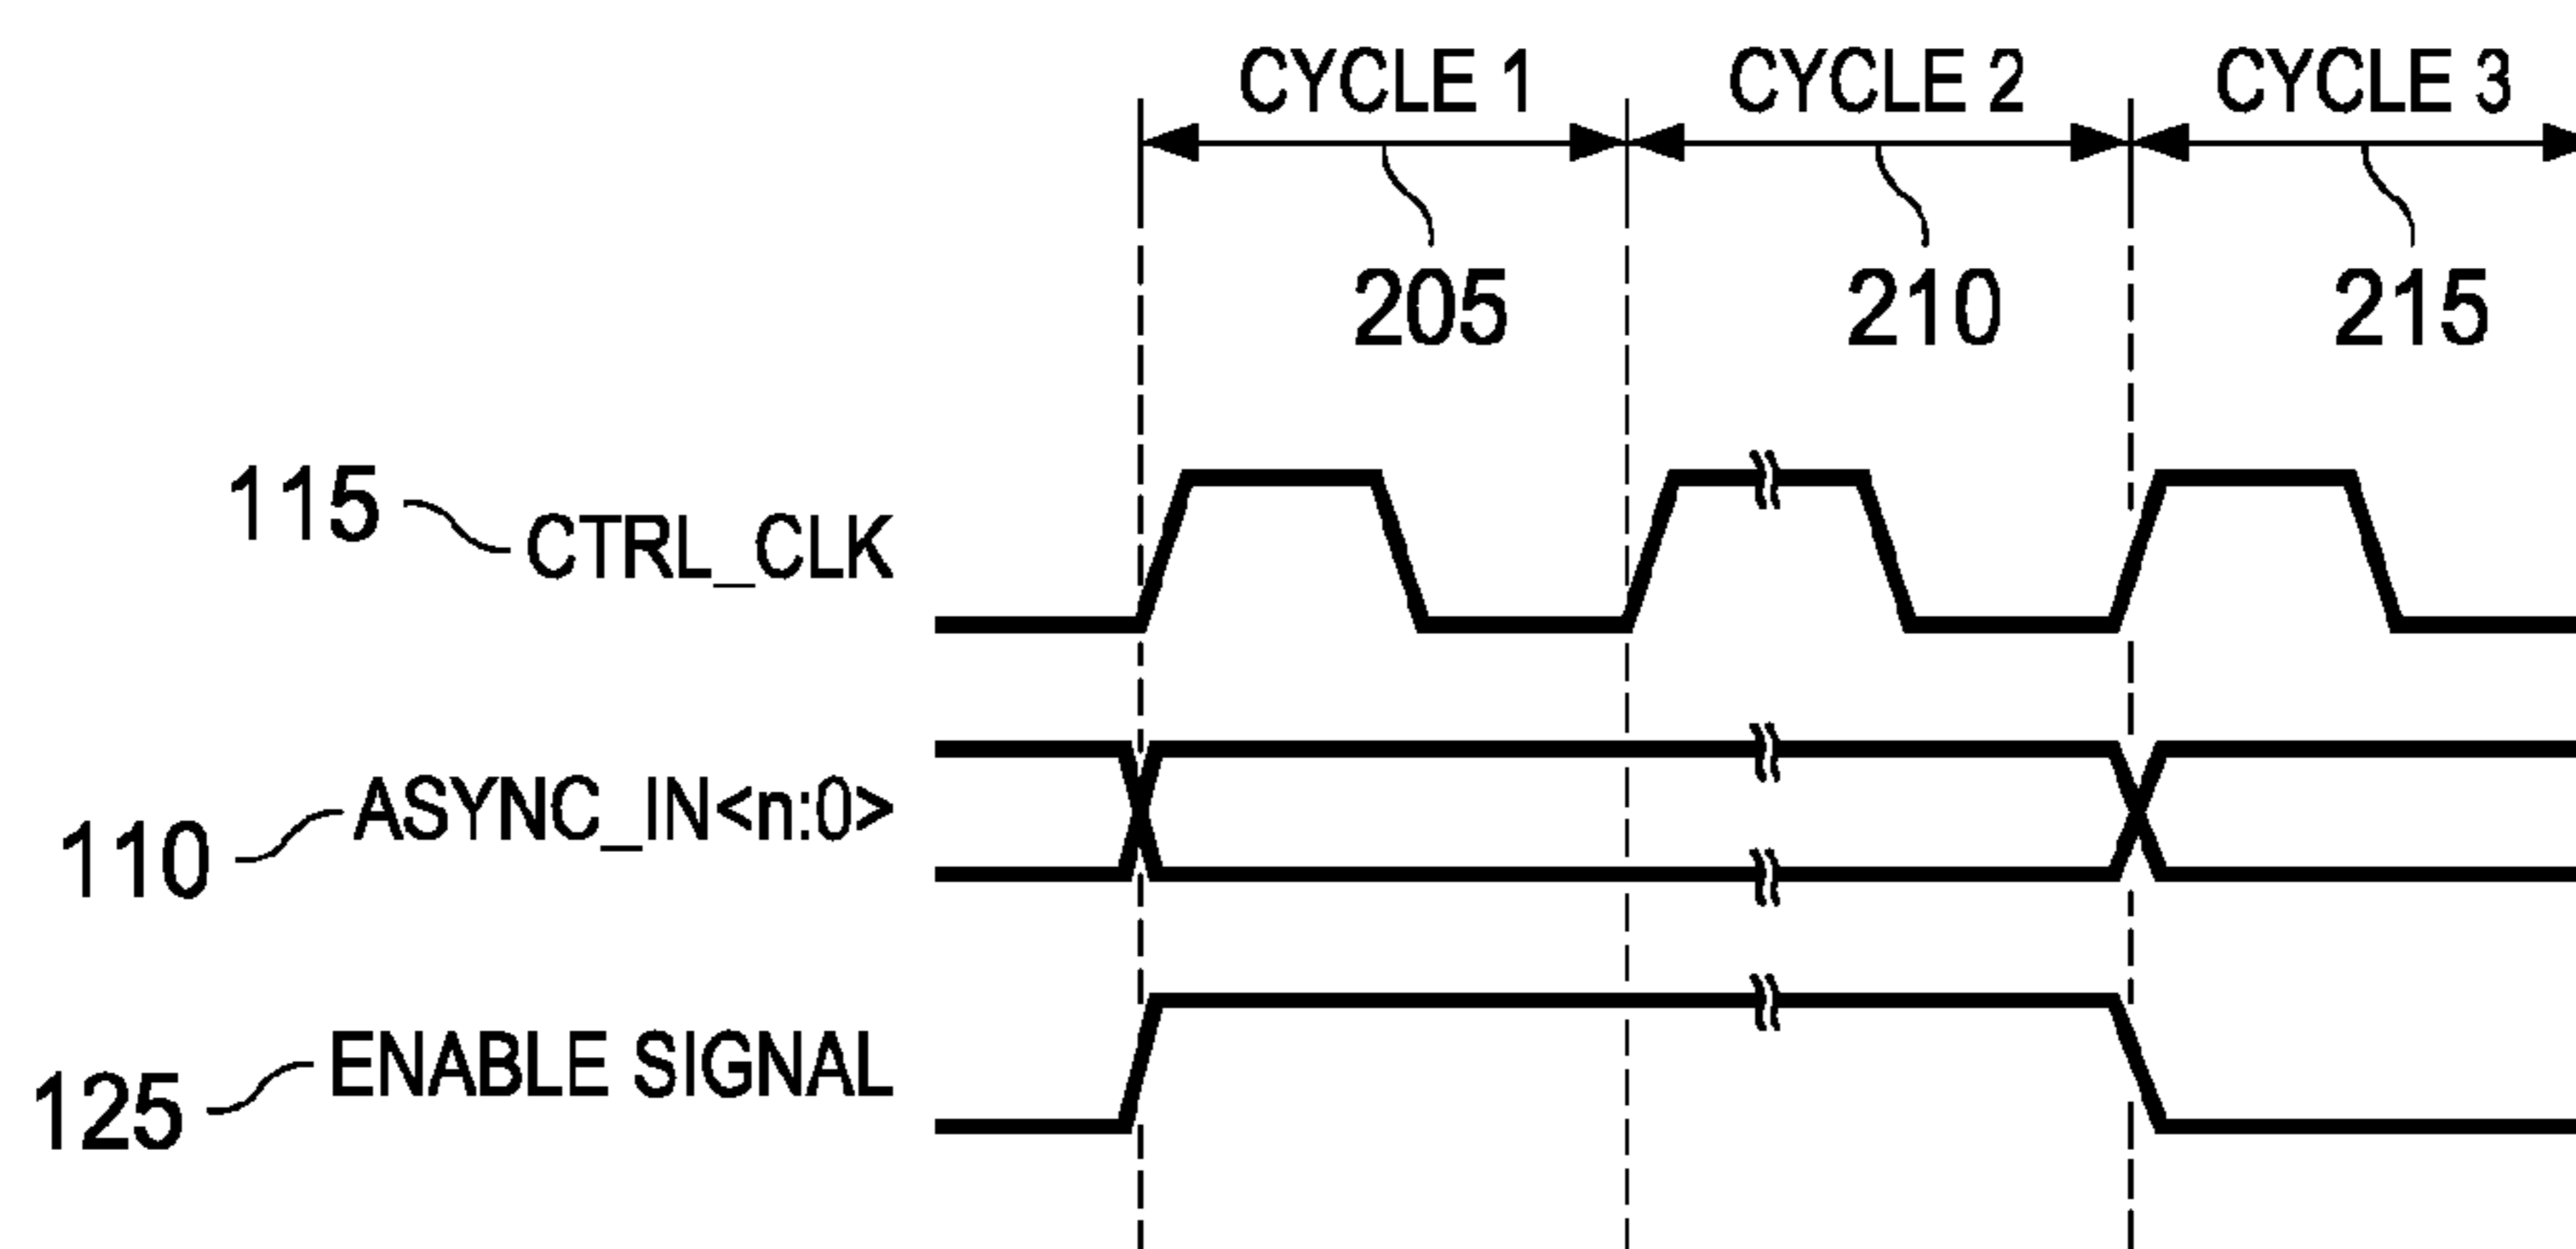 CYCLE 1 CYCLE 2 CYCLE 3
205 210 215
115 CTRL_CLK
110 ASYNC_IN<n:0>
125 ENABLE SIGNAL